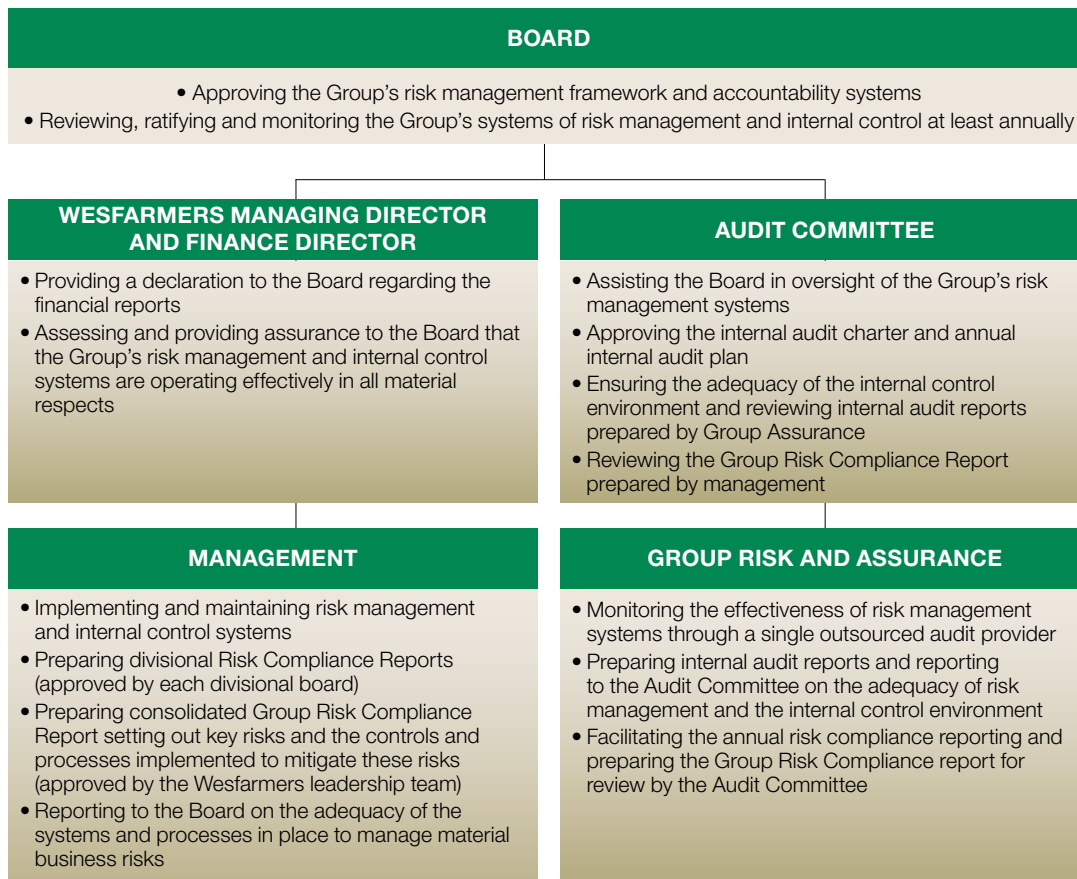 BOARD
• Approving the Group's risk management framework and accountability systems
• Reviewing, ratifying and monitoring the Group's systems of risk management and internal control at least annually
WESFARMERS MANAGING DIRECTOR
AND FINANCE DIRECTOR
• Providing a declaration to the Board regarding the
financial reports
• Assessing and providing assurance to the Board that
the Group's risk management and internal control
systems are operating effectively in all material
respects
AUDIT COMMITTEE
• Assisting the Board in oversight of the Group's risk
management systems
• Approving the internal audit charter and annual
internal audit plan
• Ensuring the adequacy of the internal control
environment and reviewing internal audit reports
prepared by Group Assurance
• Reviewing the Group Risk Compliance Report
prepared by management
MANAGEMENT
• Implementing and maintaining risk management
and internal control systems
• Preparing divisional Risk Compliance Reports
(approved by each divisional board)
• Preparing consolidated Group Risk Compliance
Report setting out key risks and the controls and
processes implemented to mitigate these risks
(approved by the Wesfarmers leadership team)
• Reporting to the Board on the adequacy of the
systems and processes in place to manage material
business risks
GROUP RISK AND ASSURANCE
• Monitoring the effectiveness of risk management
systems through a single outsourced audit provider
• Preparing internal audit reports and reporting
to the Audit Committee on the adequacy of risk
management and the internal control environment
• Facilitating the annual risk compliance reporting and
preparing the Group Risk Compliance report for
review by the Audit Committee